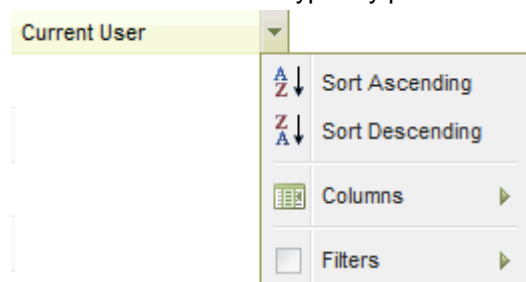 Current User
Sort Ascending
Sort Descending
Columns
Filters